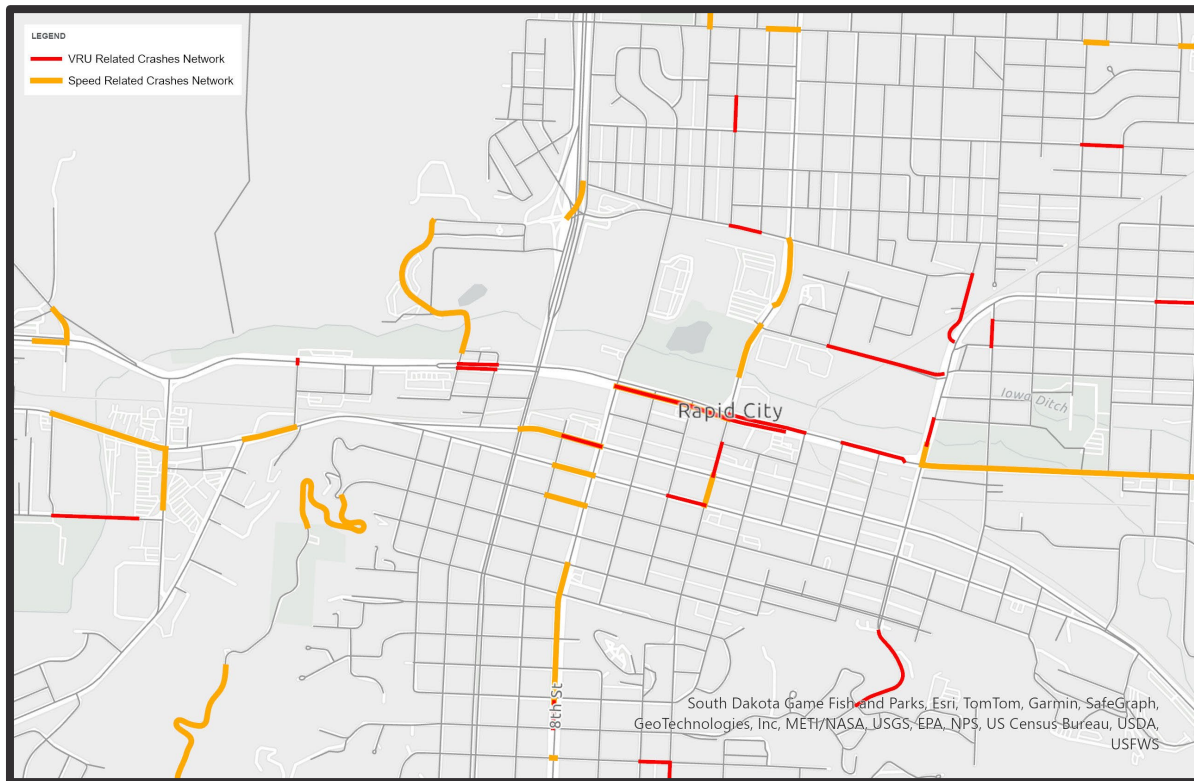 LEGEND
VRU Related Crashes Network
Speed Related Crashes Network
Iowa Ditch
Rapid City
8th St
South Dakota Game Fish and Parks, Esri, TomTom, Garmin, SafeGraph,
GeoTechnologies, Inc, METI/NASA, USGS, EPA, NPS, US Census Bureau, USDA,
USFWS